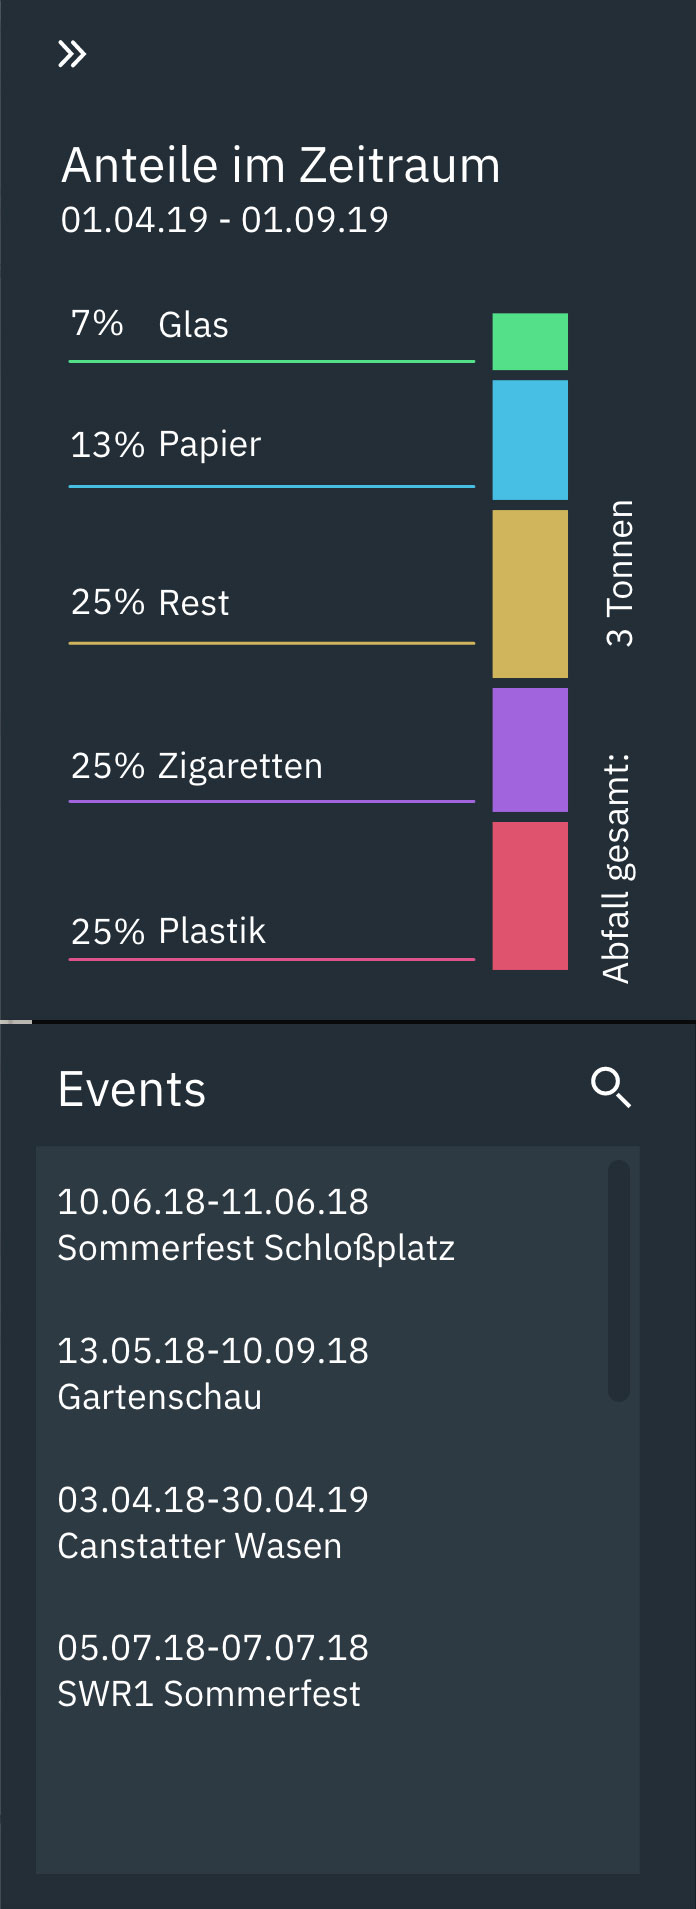 Anteile im Zeitraum
01.04.19 - 01.09.19
7% Glas
13% Papier
25% Rest
25% Zigaretten
25% Plastik
Abfall gesamt: 3 Tonnen
Events
10.06.18-11.06.18
Sommerfest Schloßplatz
13.05.18-10.09.18
Gartenschau
03.04.18-30.04.19
Canstatter Wasen
05.07.18-07.07.18
SWR1 Sommerfest